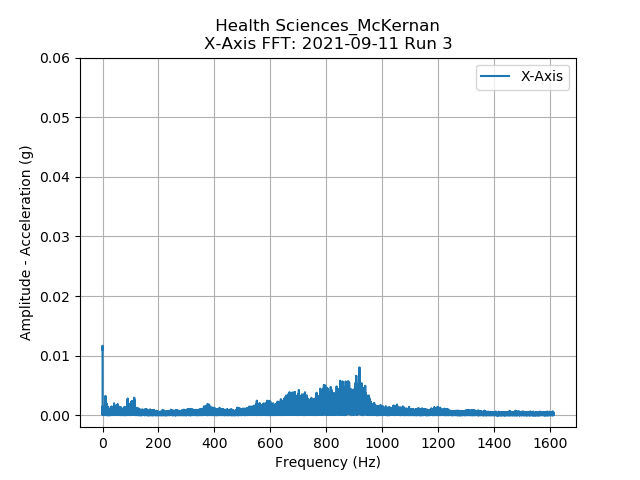 Health Sciences_McKernan
X-Axis FFT: 2021-09-11 Run 3
X-Axis
0.06
0.05
0.04
0.03
0.02
0.01
0.00
Amplitude - Acceleration (g)
0 200 400 600 800 1000 1200 1400 1600
Frequency (Hz)